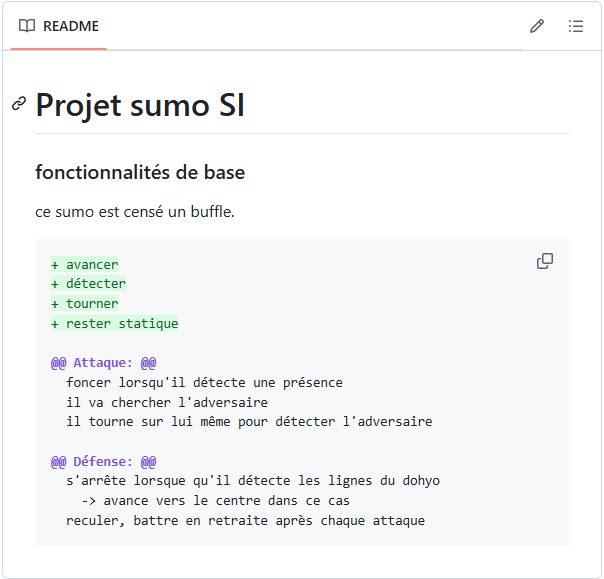 README
Projet sumo SI
fonctionnalités de base
ce sumo est censé un buffle.
+ avancer
+ détecter
+ tourner
+ rester statique
@@ Attaque: @@
foncer lorsqu'il détecte une présence
il va chercher l'adversaire
il tourne sur lui même pour détecter l'adversaire
@@ Défense: @@
s'arrête lorsque qu'il détecte les lignes du dohyo
-> avance vers le centre dans ce cas
reculer, battre en retraite après chaque attaque